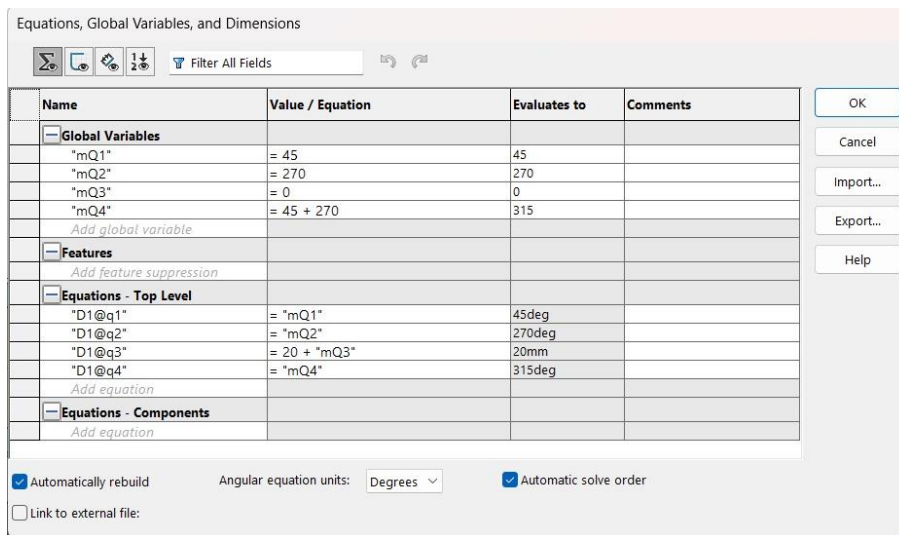 Equations, Global Variables, and Dimensions
Filter All Fields
Name Value / Equation Evaluates to Comments
Global Variables
"mQ1" = 45 45
"mQ2" = 270 270
"mQ3" = 0 0
"mQ4" = 45 + 270 315
Add global variable
Features
Add feature suppression
Equations - Top Level
"D1@q1" = "mQ1" 45deg
"D1@q2" = "mQ2" 270deg
"D1@q3" = 20 + "mQ3" 20mm
"D1@q4" = "mQ4" 315deg
Add equation
Equations - Components
Add equation
OK
Cancel
Import...
Export...
Help
Automatically rebuild Angular equation units: Degrees Automatic solve order
Link to external file: